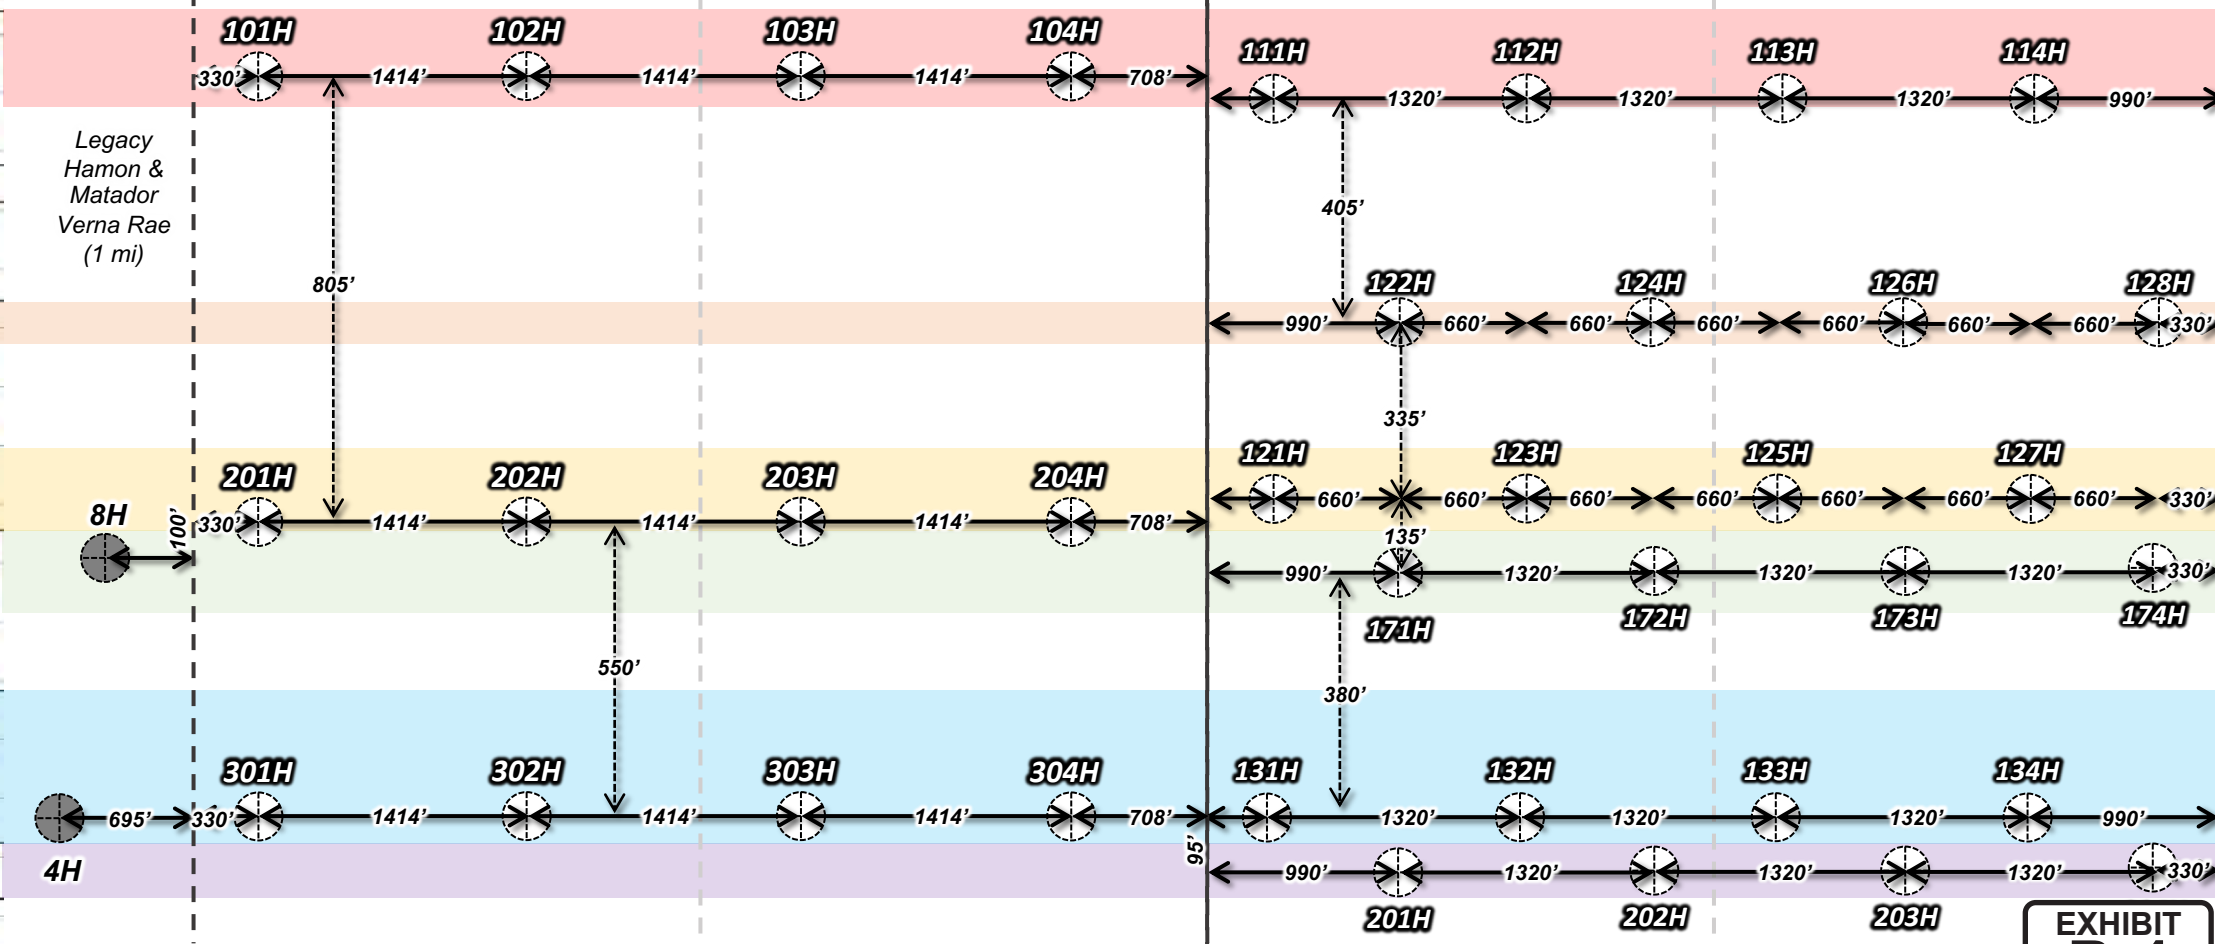 101H 102H 103H 104H
111H 112H 113H 114H
330’ 1414’ 1414’ 1414’ 708’
1320’ 1320’ 1320’ 990’
Legacy
Hamon &
Matador
Verna Rae
(1 mi)
805’
405’
122H 124H 126H 128H
990’ 660’ 660’ 660’ 660’ 660’ 660’ 330’
335’
201H 202H 203H 204H
121H 123H 125H 127H
660’ 660’ 660’ 660’ 660’ 660’ 660’ 330’
8H
100’
330’ 1414’ 1414’ 1414’ 708’
135’
990’ 1320’ 1320’ 1320’ 330’
171H 172H 173H 174H
550’
380’
301H 302H 303H 304H
131H 132H 133H 134H
695’ 330’ 1414’ 1414’ 1414’ 708’
1320’ 1320’ 1320’ 990’
4H
95’
990’ 1320’ 1320’ 1320’ 330’
201H 202H 203H
EXHIBIT